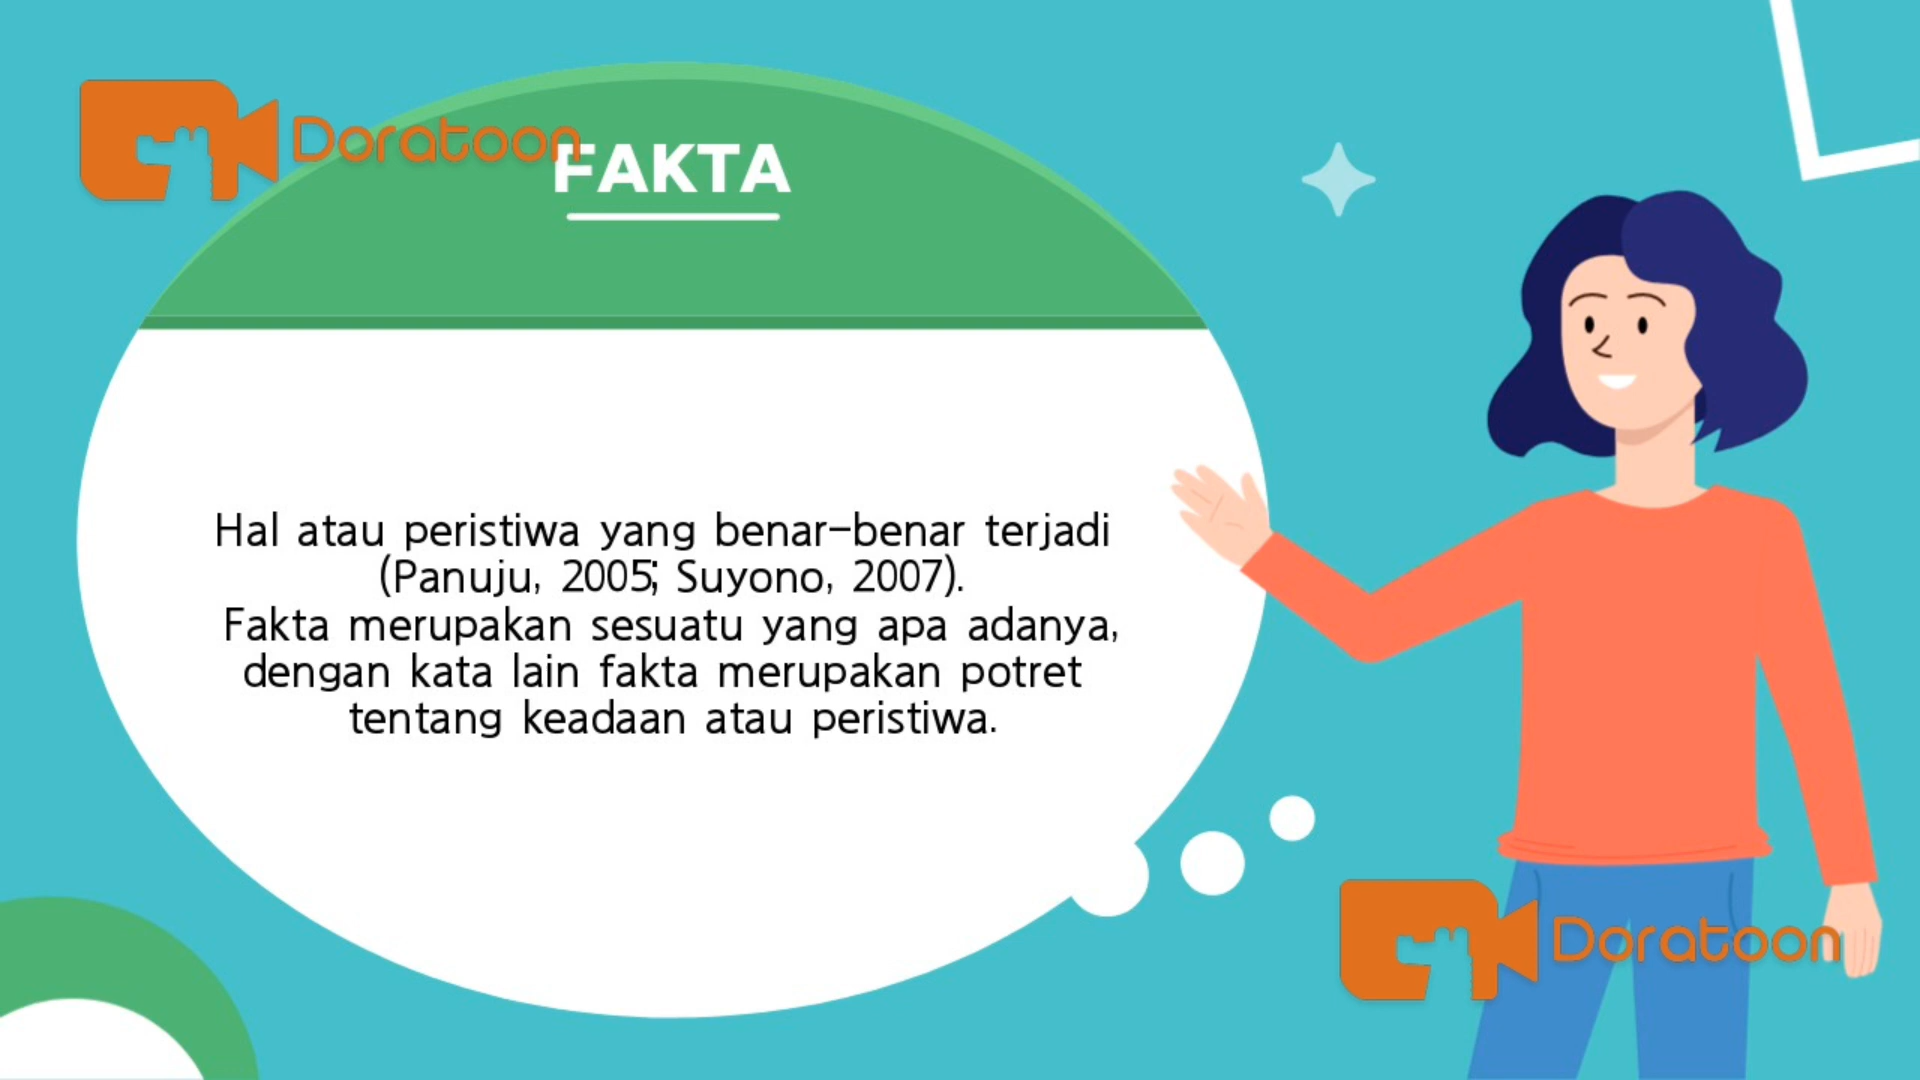 Doratoon
FAKTA
Hal atau peristiwa yang benar-benar terjadi
(Panuju, 2005; Suyono, 2007).
Fakta merupakan sesuatu yang apa adanya,
dengan kata lain fakta merupakan potret
tentang keadaan atau peristiwa.
Doratoon